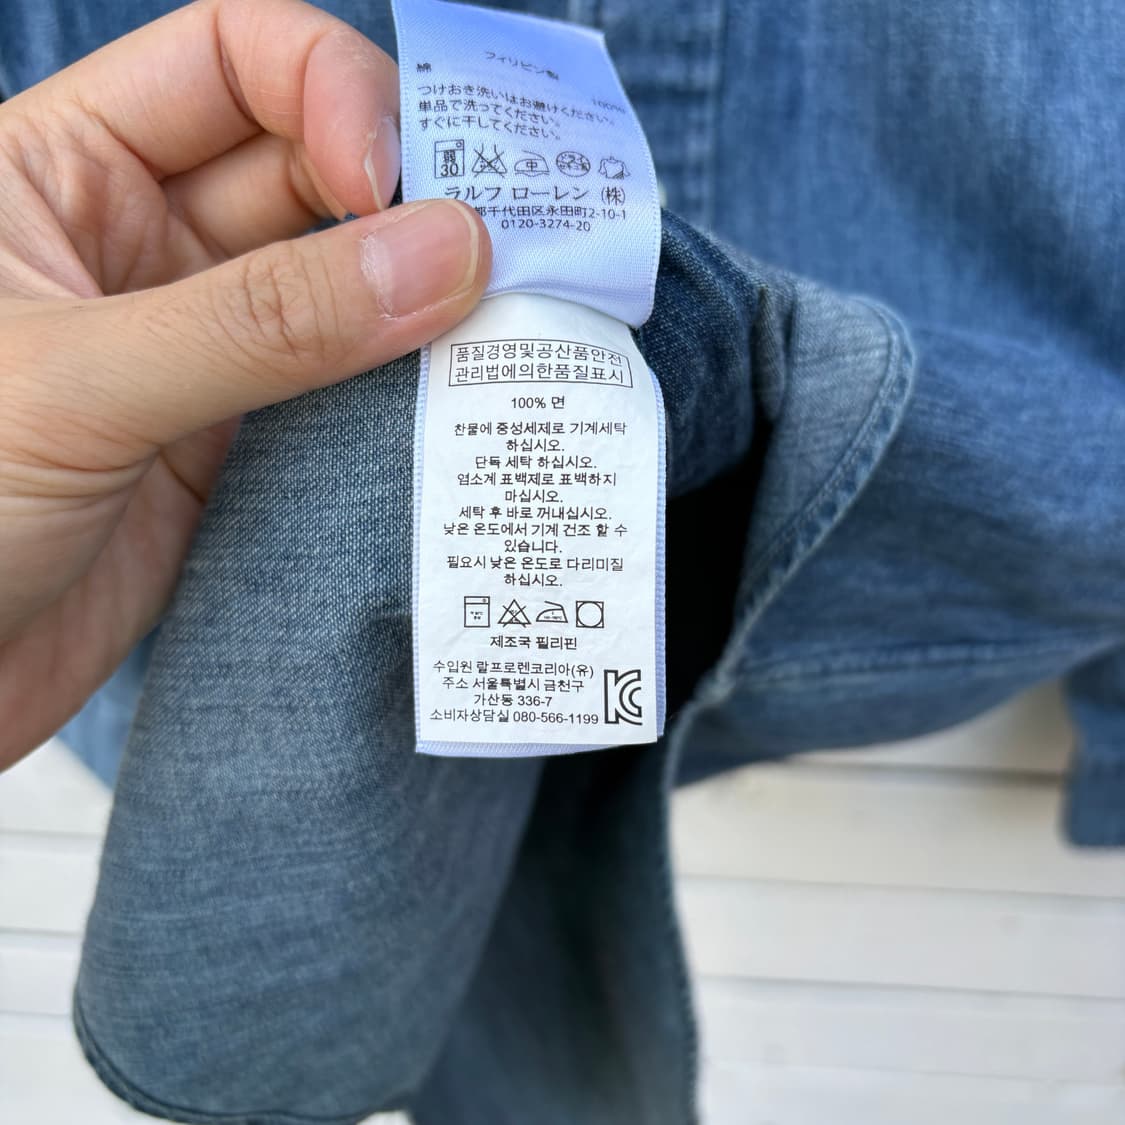 フィリピン製
綿 100%
つけおき洗いはお避けください。
単品で洗ってください。
すぐに干してください。
弱
30
中
ラルフ ローレン (株)
都千代田区永田町2-10-1
0120-3274-20
품질경영및공산품안전
관리법에의한품질표시
100% 면
찬물에 중성세제로 기계세탁
하십시오.
단독 세탁 하십시오.
염소계 표백제로 표백하지
마십시오.
세탁 후 바로 꺼내십시오.
낮은 온도에서 기계 건조 할 수
있습니다.
필요시 낮은 온도로 다리미질
하십시오.
제조국 필리핀
수입원 랄프로렌코리아(유)
주소 서울특별시 금천구
가산동 336-7
소비자상담실 080-566-1199